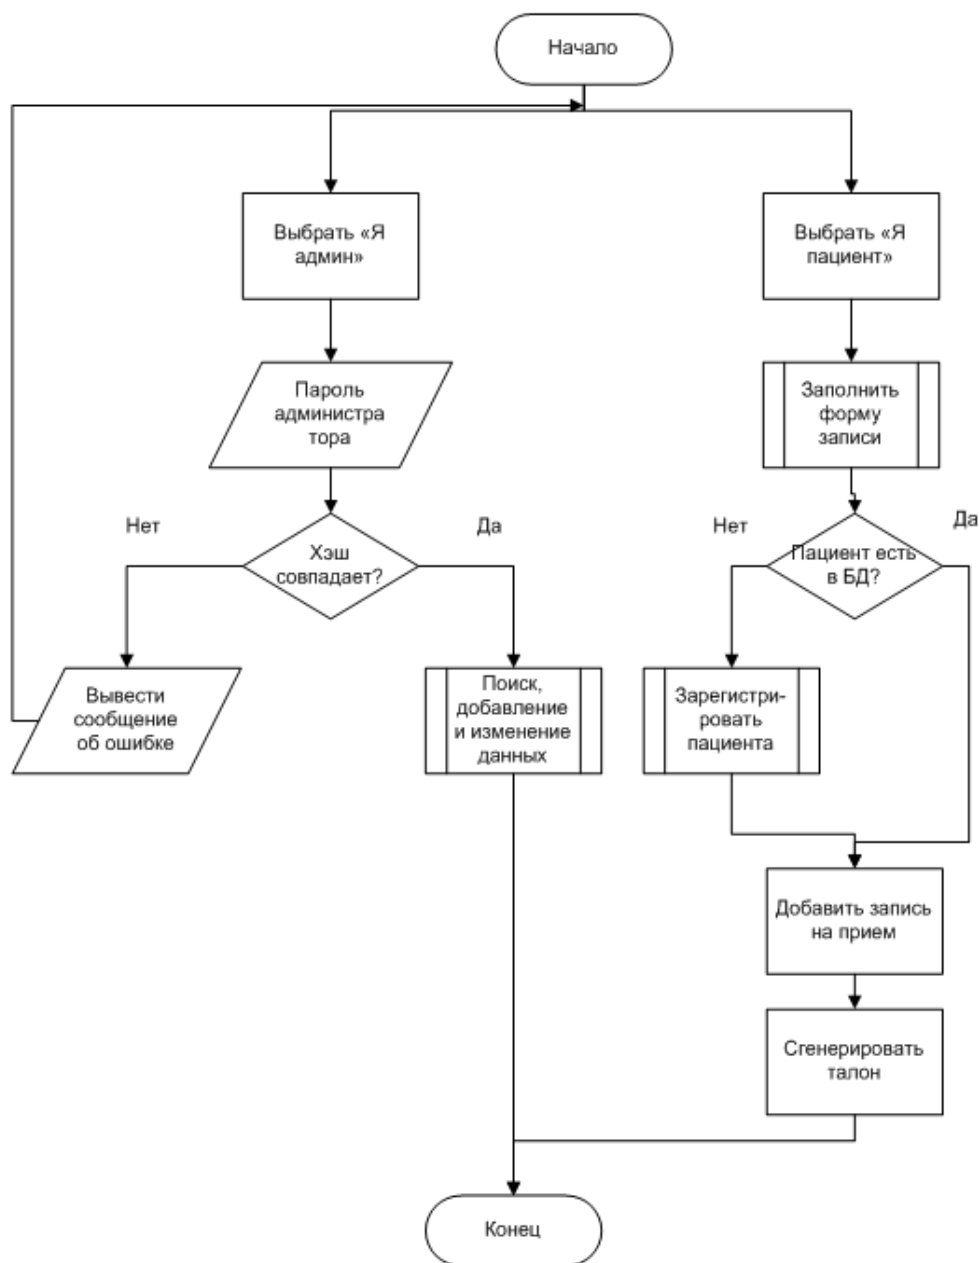 Начало
Выбрать «Я
админ»
Выбрать «Я
пациент»
Пароль
администра
тора
Заполнить
форму
записи
Нет
Да
Нет
Да
Хэш
совпадает?
Пациент есть
в БД?
Вывести
сообщение
об ошибке
Поиск,
добавление
и изменение
данных
Зарегистри-
ровать
пациента
Добавить запись
на прием
Сгенерировать
талон
Конец